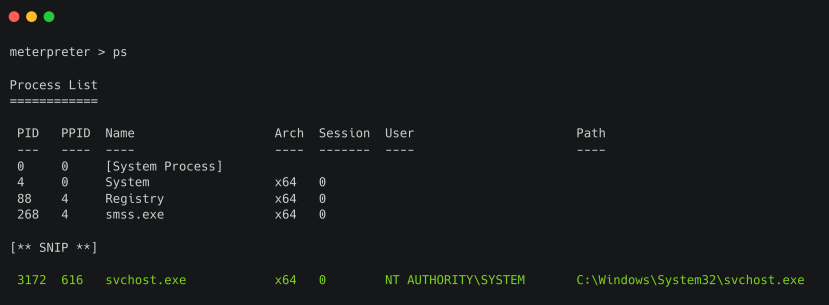 meterpreter > ps
Process List
============
PID PPID Name Arch Session User Path
--- ---- ---- ---- ------- ---- ----
0 0 [System Process]
4 0 System x64 0
88 4 Registry x64 0
268 4 smss.exe x64 0
[** SNIP **]
3172 616 svchost.exe x64 0 NT AUTHORITY\SYSTEM C:\Windows\System32\svchost.exe